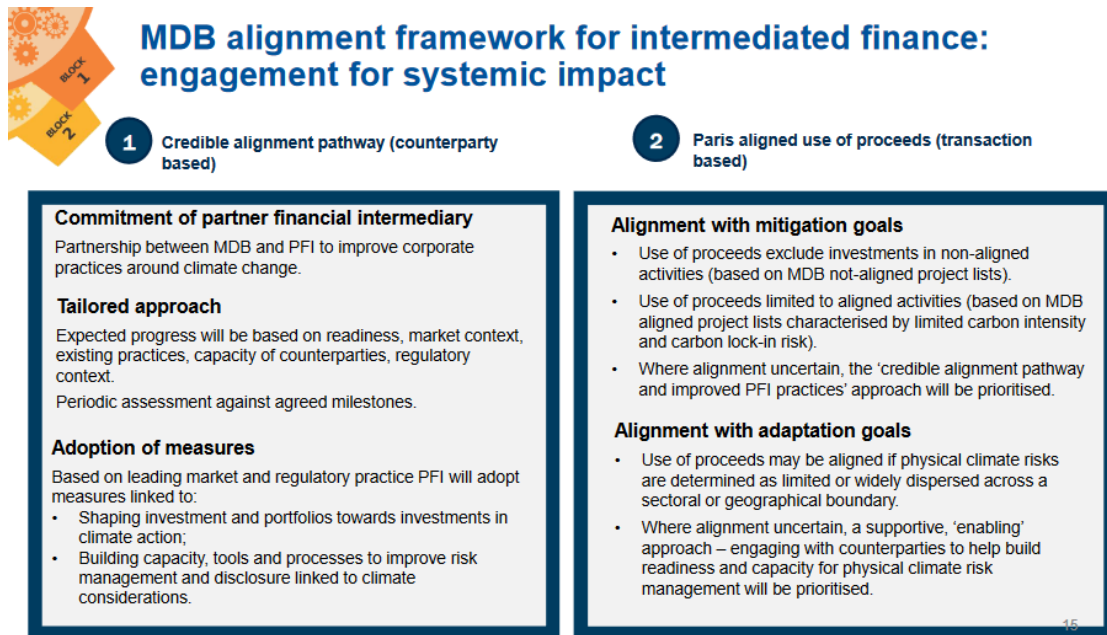 MDB alignment framework for intermediated finance:
engagement for systemic impact
BLOCK
1
BLOCK
2
1
Credible alignment pathway (counterparty
based)
Commitment of partner financial intermediary
Partnership between MDB and PFI to improve corporate
practices around climate change.
Tailored approach
Expected progress will be based on readiness, market context,
existing practices, capacity of counterparties, regulatory
context.
Periodic assessment against agreed milestones.
Adoption of measures
Based on leading market and regulatory practice PFI will adopt
measures linked to:
• Shaping investment and portfolios towards investments in
climate action;
• Building capacity, tools and processes to improve risk
management and disclosure linked to climate
considerations.
2
Paris aligned use of proceeds (transaction
based)
Alignment with mitigation goals
• Use of proceeds exclude investments in non-aligned
activities (based on MDB not-aligned project lists).
• Use of proceeds limited to aligned activities (based on MDB
aligned project lists characterised by limited carbon intensity
and carbon lock-in risk).
• Where alignment uncertain, the ‘credible alignment pathway
and improved PFI practices’ approach will be prioritised.
Alignment with adaptation goals
• Use of proceeds may be aligned if physical climate risks
are determined as limited or widely dispersed across a
sectoral or geographical boundary.
• Where alignment uncertain, a supportive, ‘enabling’
approach – engaging with counterparties to help build
readiness and capacity for physical climate risk
management will be prioritised.
15